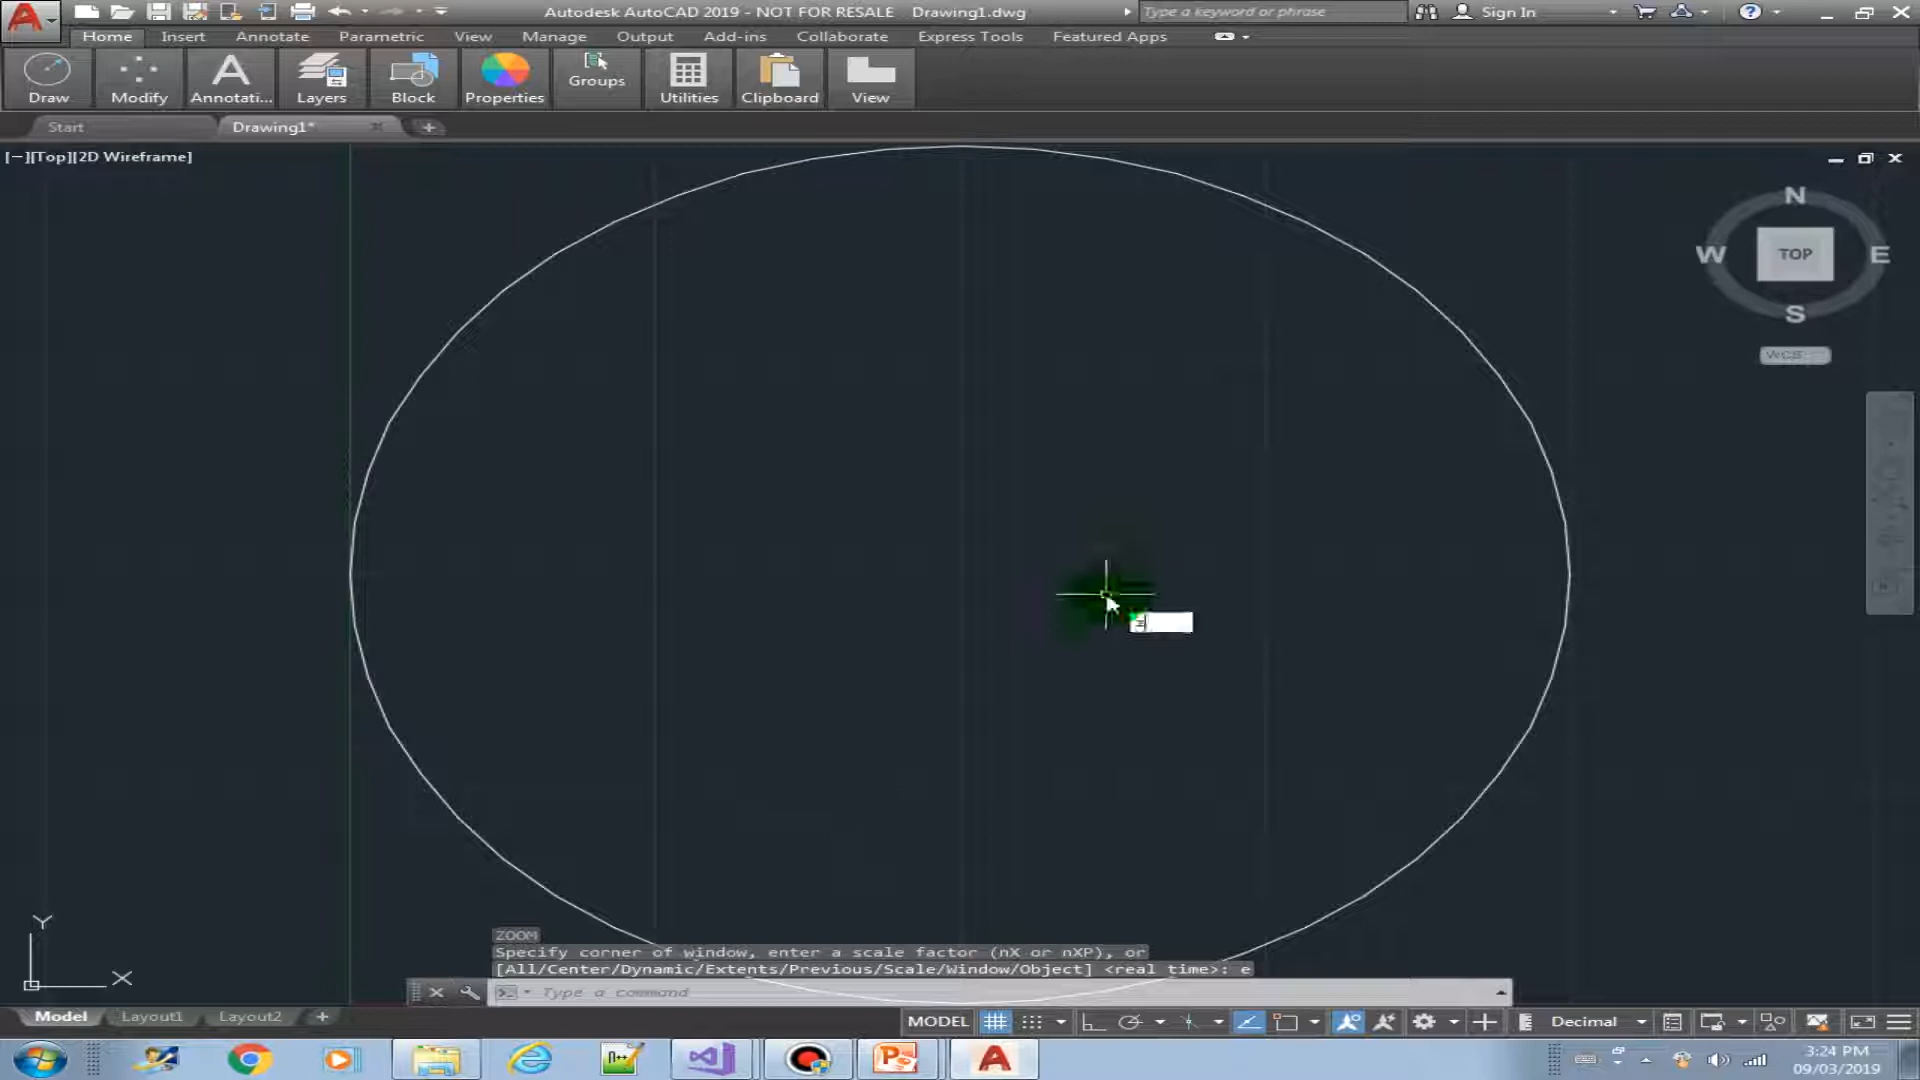 Autodesk AutoCAD 2019 - NOT FOR RESALE Drawing1.dwg
Type a keyword or phrase
Sign In
Home Insert Annotate Parametric View Manage Output Add-ins Collaborate Express Tools Featured Apps
Draw Modify Annotati... Layers Block Properties Groups Utilities Clipboard View
Start Drawing1*
[−][Top][2D Wireframe]
N
W TOP E
S
WCS
Y
X
ZOOM
Specify corner of window, enter a scale factor (nX or nXP), or
[All/Center/Dynamic/Extents/Previous/Scale/Window/Object] <real time>: e
Type a command
Model Layout1 Layout2
MODEL Decimal
3:24 PM
09/03/2019